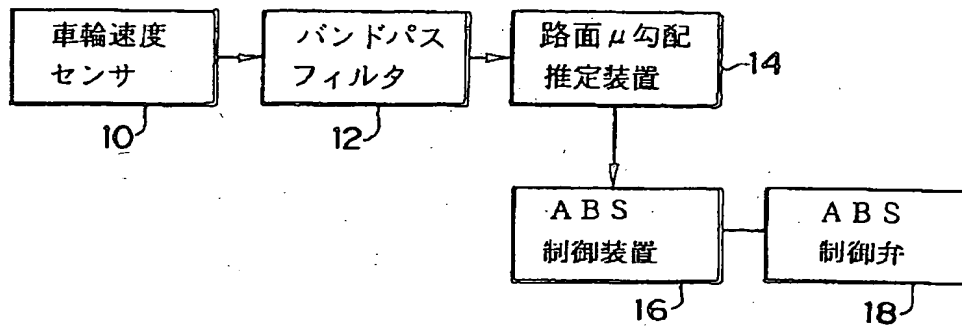 車輪速度
センサ
10
バンドパス
フィルタ
12
路面μ勾配
推定装置
14
ABS
制御装置
16
ABS
制御弁
18